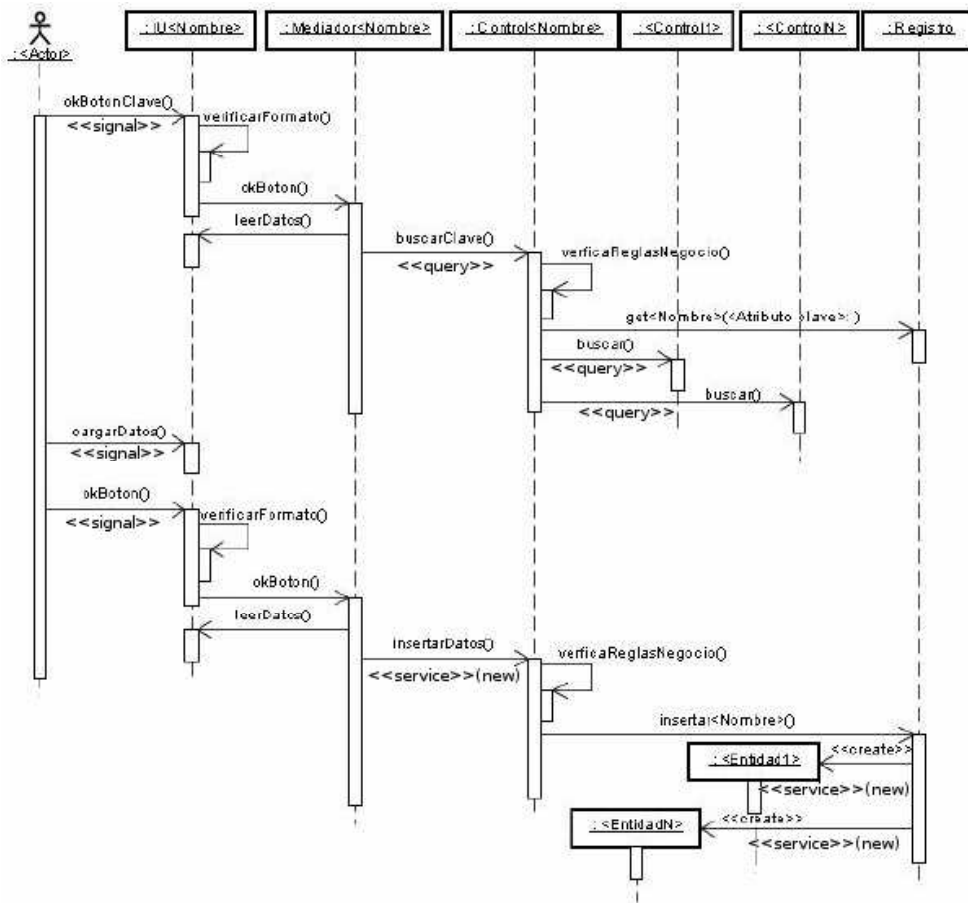 : <Actor>
: IU<Nombre>
: Mediador<Nombre>
: Control<Nombre>
: <Control1>
: <ControlN>
: Registro
okBotonClave()
<<signal>>
verificarFormato()
okBoton()
leerDatos()
buscarClave()
<<query>>
verficaReglasNegocio()
get<Nombre>(<Atributo clave>: )
buscar()
<<query>>
buscar()
<<query>>
cargarDatos()
<<signal>>
okBoton()
<<signal>>
verificarFormato()
okBoton()
leerDatos()
insertarDatos()
<<service>>(new)
verficaReglasNegocio()
insertar<Nombre>()
<<create>>
: <Entidad1>
<<service>>(new)
<<create>>
: <EntidadN>
<<service>>(new)